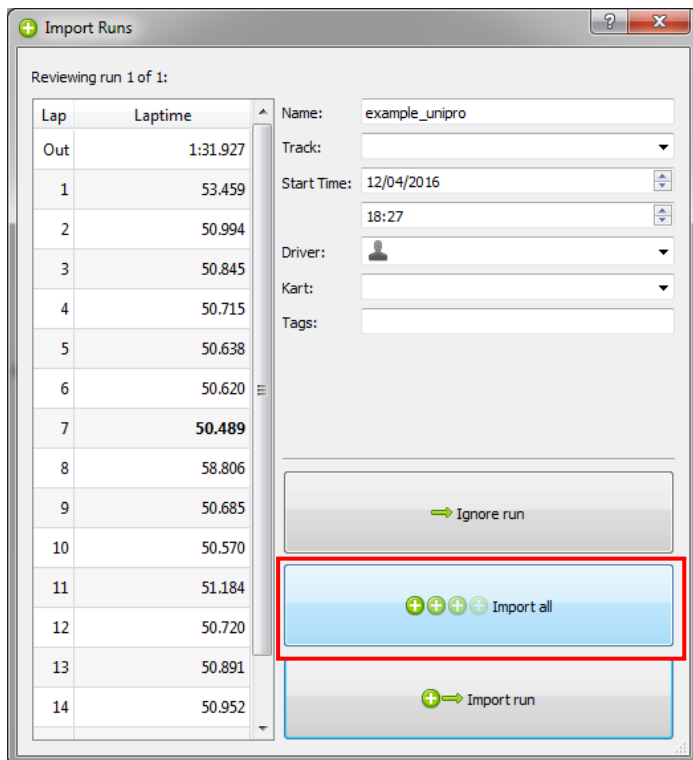 Import Runs
Reviewing run 1 of 1:
Lap Laptime
Out 1:31.927
1 53.459
2 50.994
3 50.845
4 50.715
5 50.638
6 50.620
7 50.489
8 58.806
9 50.685
10 50.570
11 51.184
12 50.720
13 50.891
14 50.952
Name: example_unipro
Track:
Start Time: 12/04/2016
18:27
Driver:
Kart:
Tags:
Ignore run
Import all
Import run